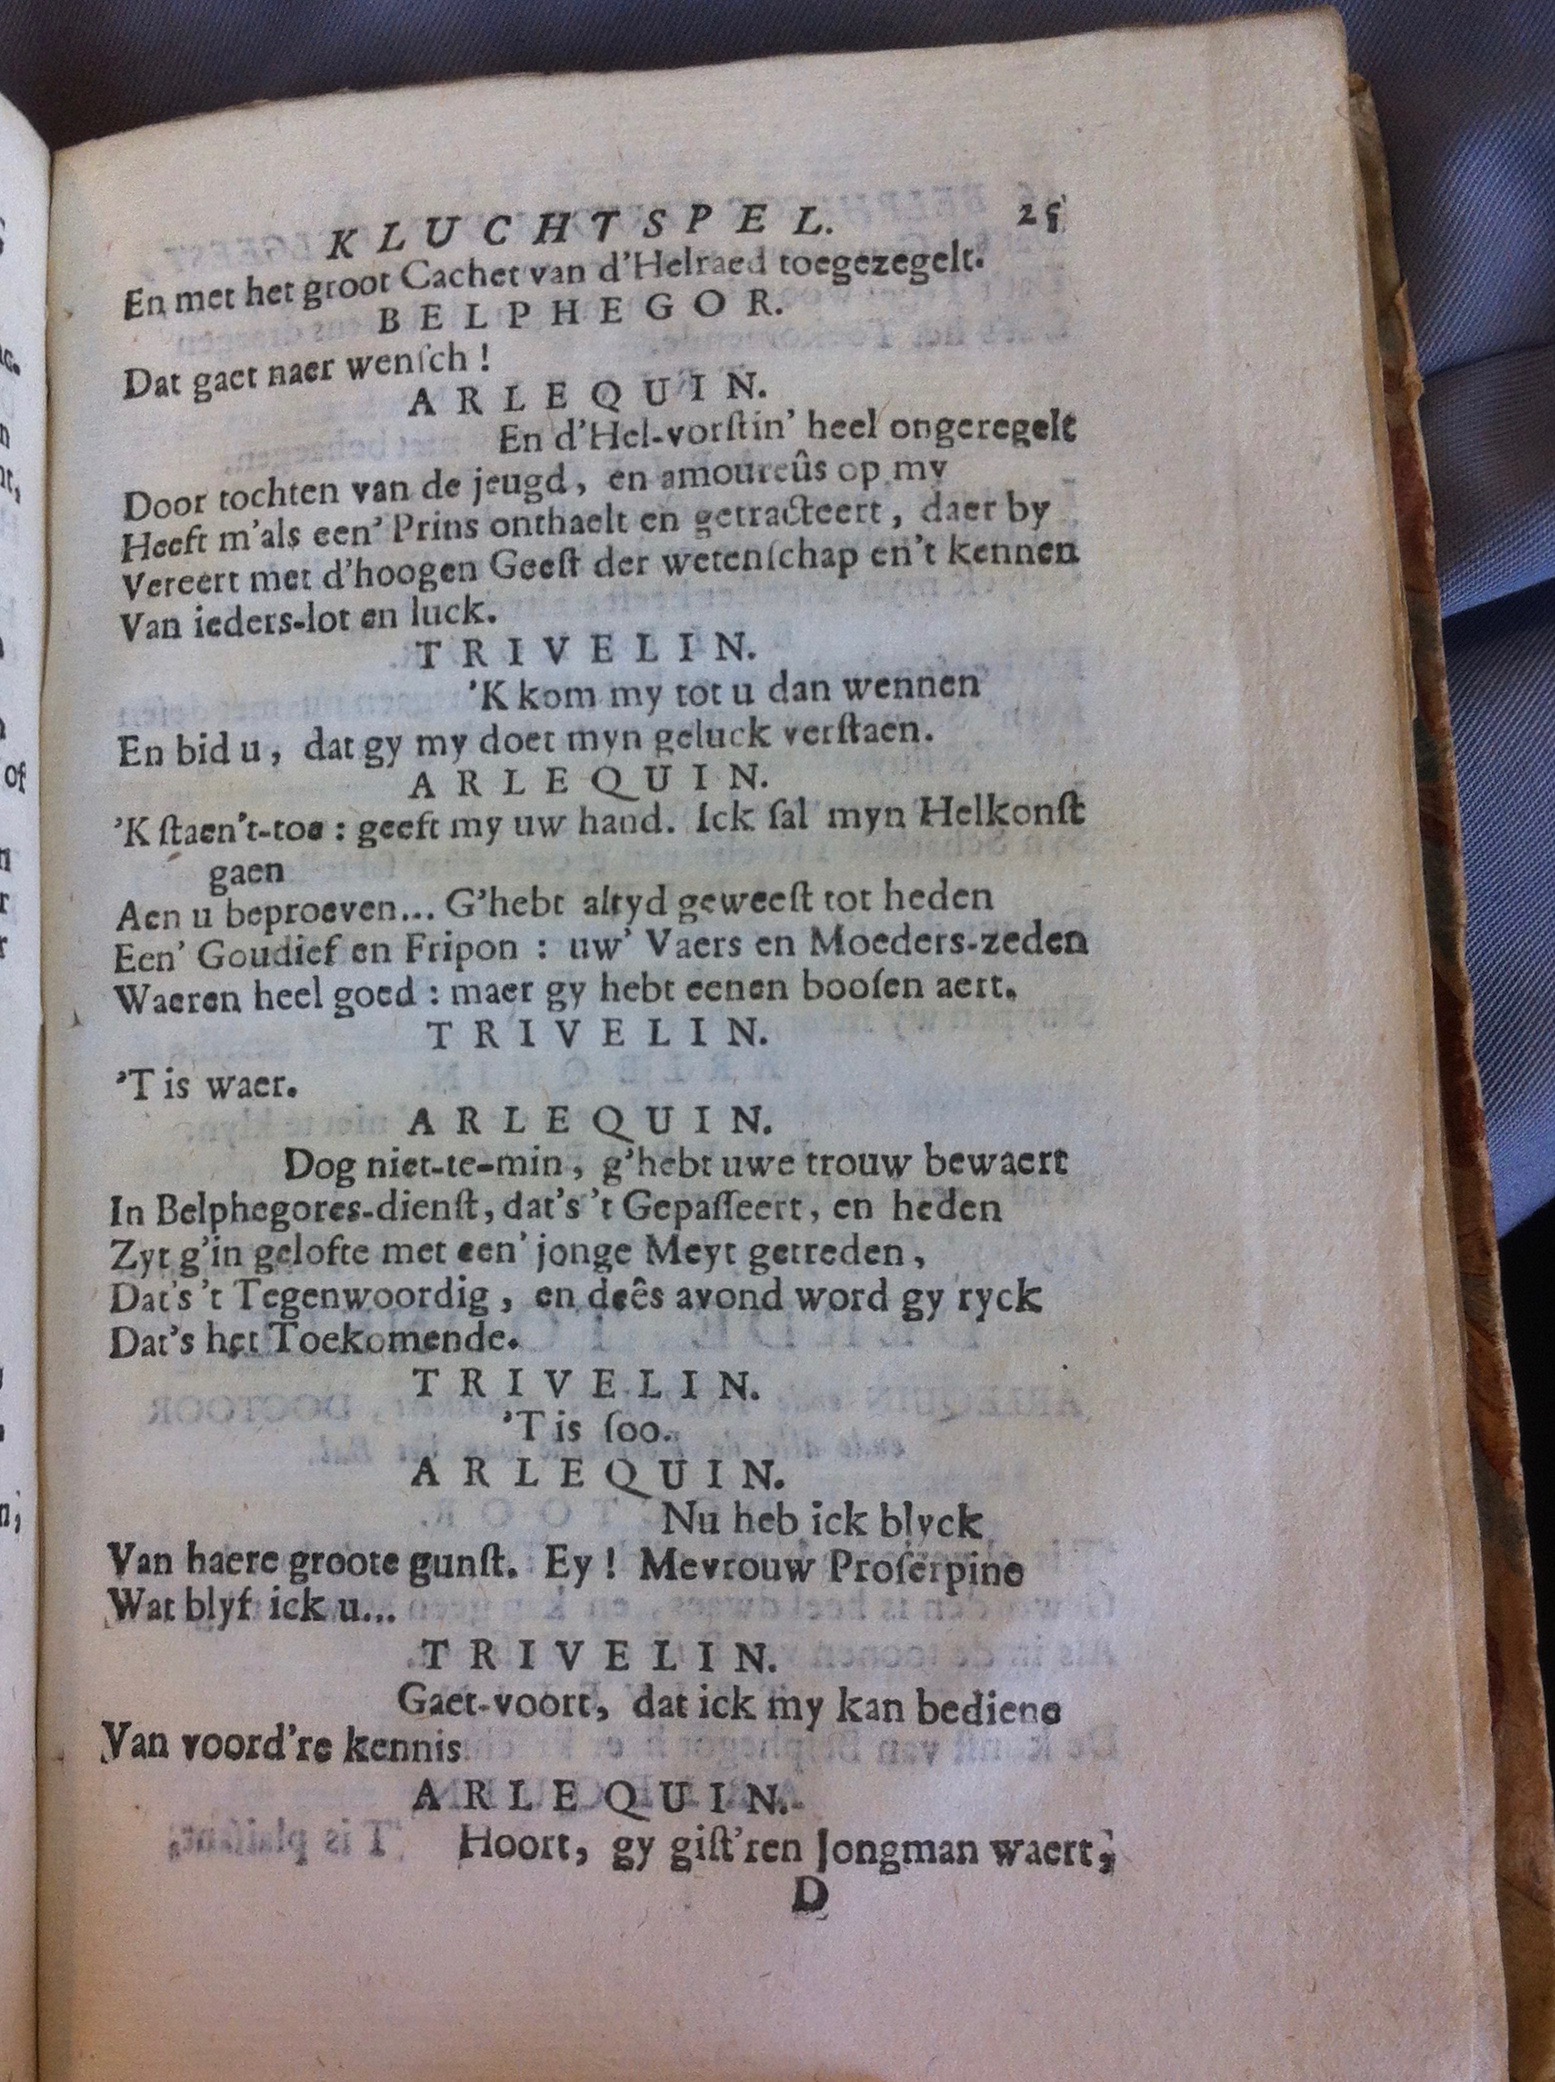 KLUCHTSPEL. 25
En met het groot Cachet van d'Helraed toegezegelt.
BELPHEGOR.
Dat gaet naer wenſch !
ARLEQUIN.
En d'Hel-vorſtin' heel ongeregelt
Door tochten van de jeugd, en amoureûs op my
Heeft m'als een' Prins onthaelt en getracteert, daer by
Vereert met d'hoogen Geeſt der wetenſchap en't kennen
Van ieders-lot en luck.
TRIVELIN.
'K kom my tot u dan wennen
En bid u, dat gy my doet myn geluck verſtaen.
ARLEQUIN.
'K ſtaen't-toe : geeft my uw hand. Ick ſal myn Helkonſt
gaen
Aen u beproeven... G'hebt altyd geweeſt tot heden
Een' Goudief en Fripon : uw' Vaers en Moeders-zeden
Waeren heel goed : maer gy hebt eenen booſen aert.
TRIVELIN.
'T is waer.
ARLEQUIN.
Dog niet-te-min, g'hebt uwe trouw bewaert
In Belphegores-dienſt, dat's 't Gepaſſeert, en heden
Zyt g'in gelofte met een' jonge Meyt getreden,
Dat's 't Tegenwoordig, en deês avond word gy ryck
Dat's het Toekomende.
TRIVELIN.
'T is ſoo.
ARLEQUIN.
Nu heb ick blyck
Van haere groote gunſt. Ey ! Mevrouw Proſerpine
Wat blyf ick u...
TRIVELIN.
Gaet-voort, dat ick my kan bediene
Van voord're kennis
ARLEQUIN.
Hoort, gy giſt'ren Jongman waert,
D